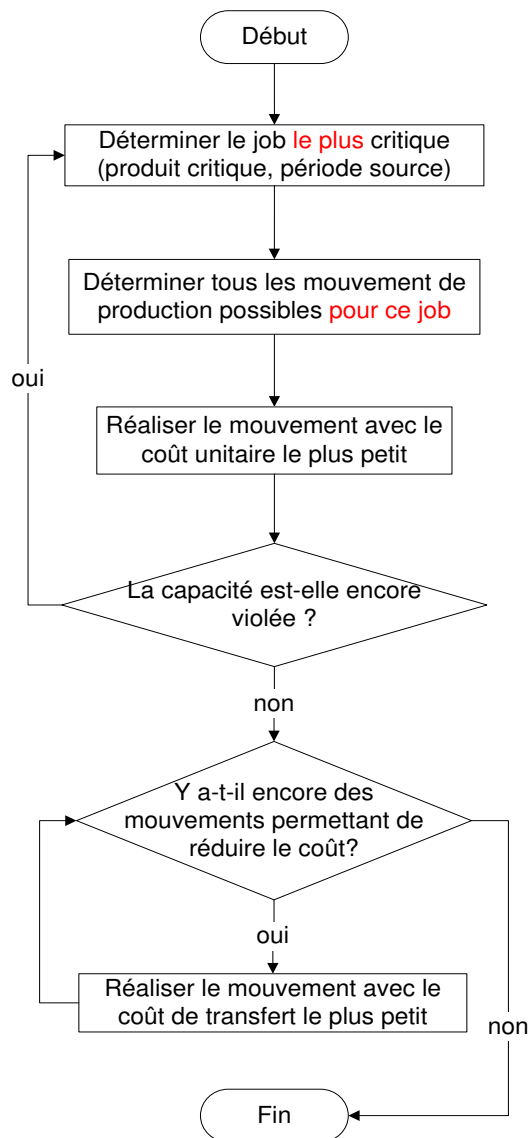 Début
Déterminer le job le plus critique
(produit critique, période source)
Déterminer tous les mouvement de
production possibles pour ce job
oui
Réaliser le mouvement avec le
coût unitaire le plus petit
La capacité est-elle encore
violée ?
non
Y a-t-il encore des
mouvements permettant de
réduire le coût?
oui
Réaliser le mouvement avec le
coût de transfert le plus petit
non
Fin